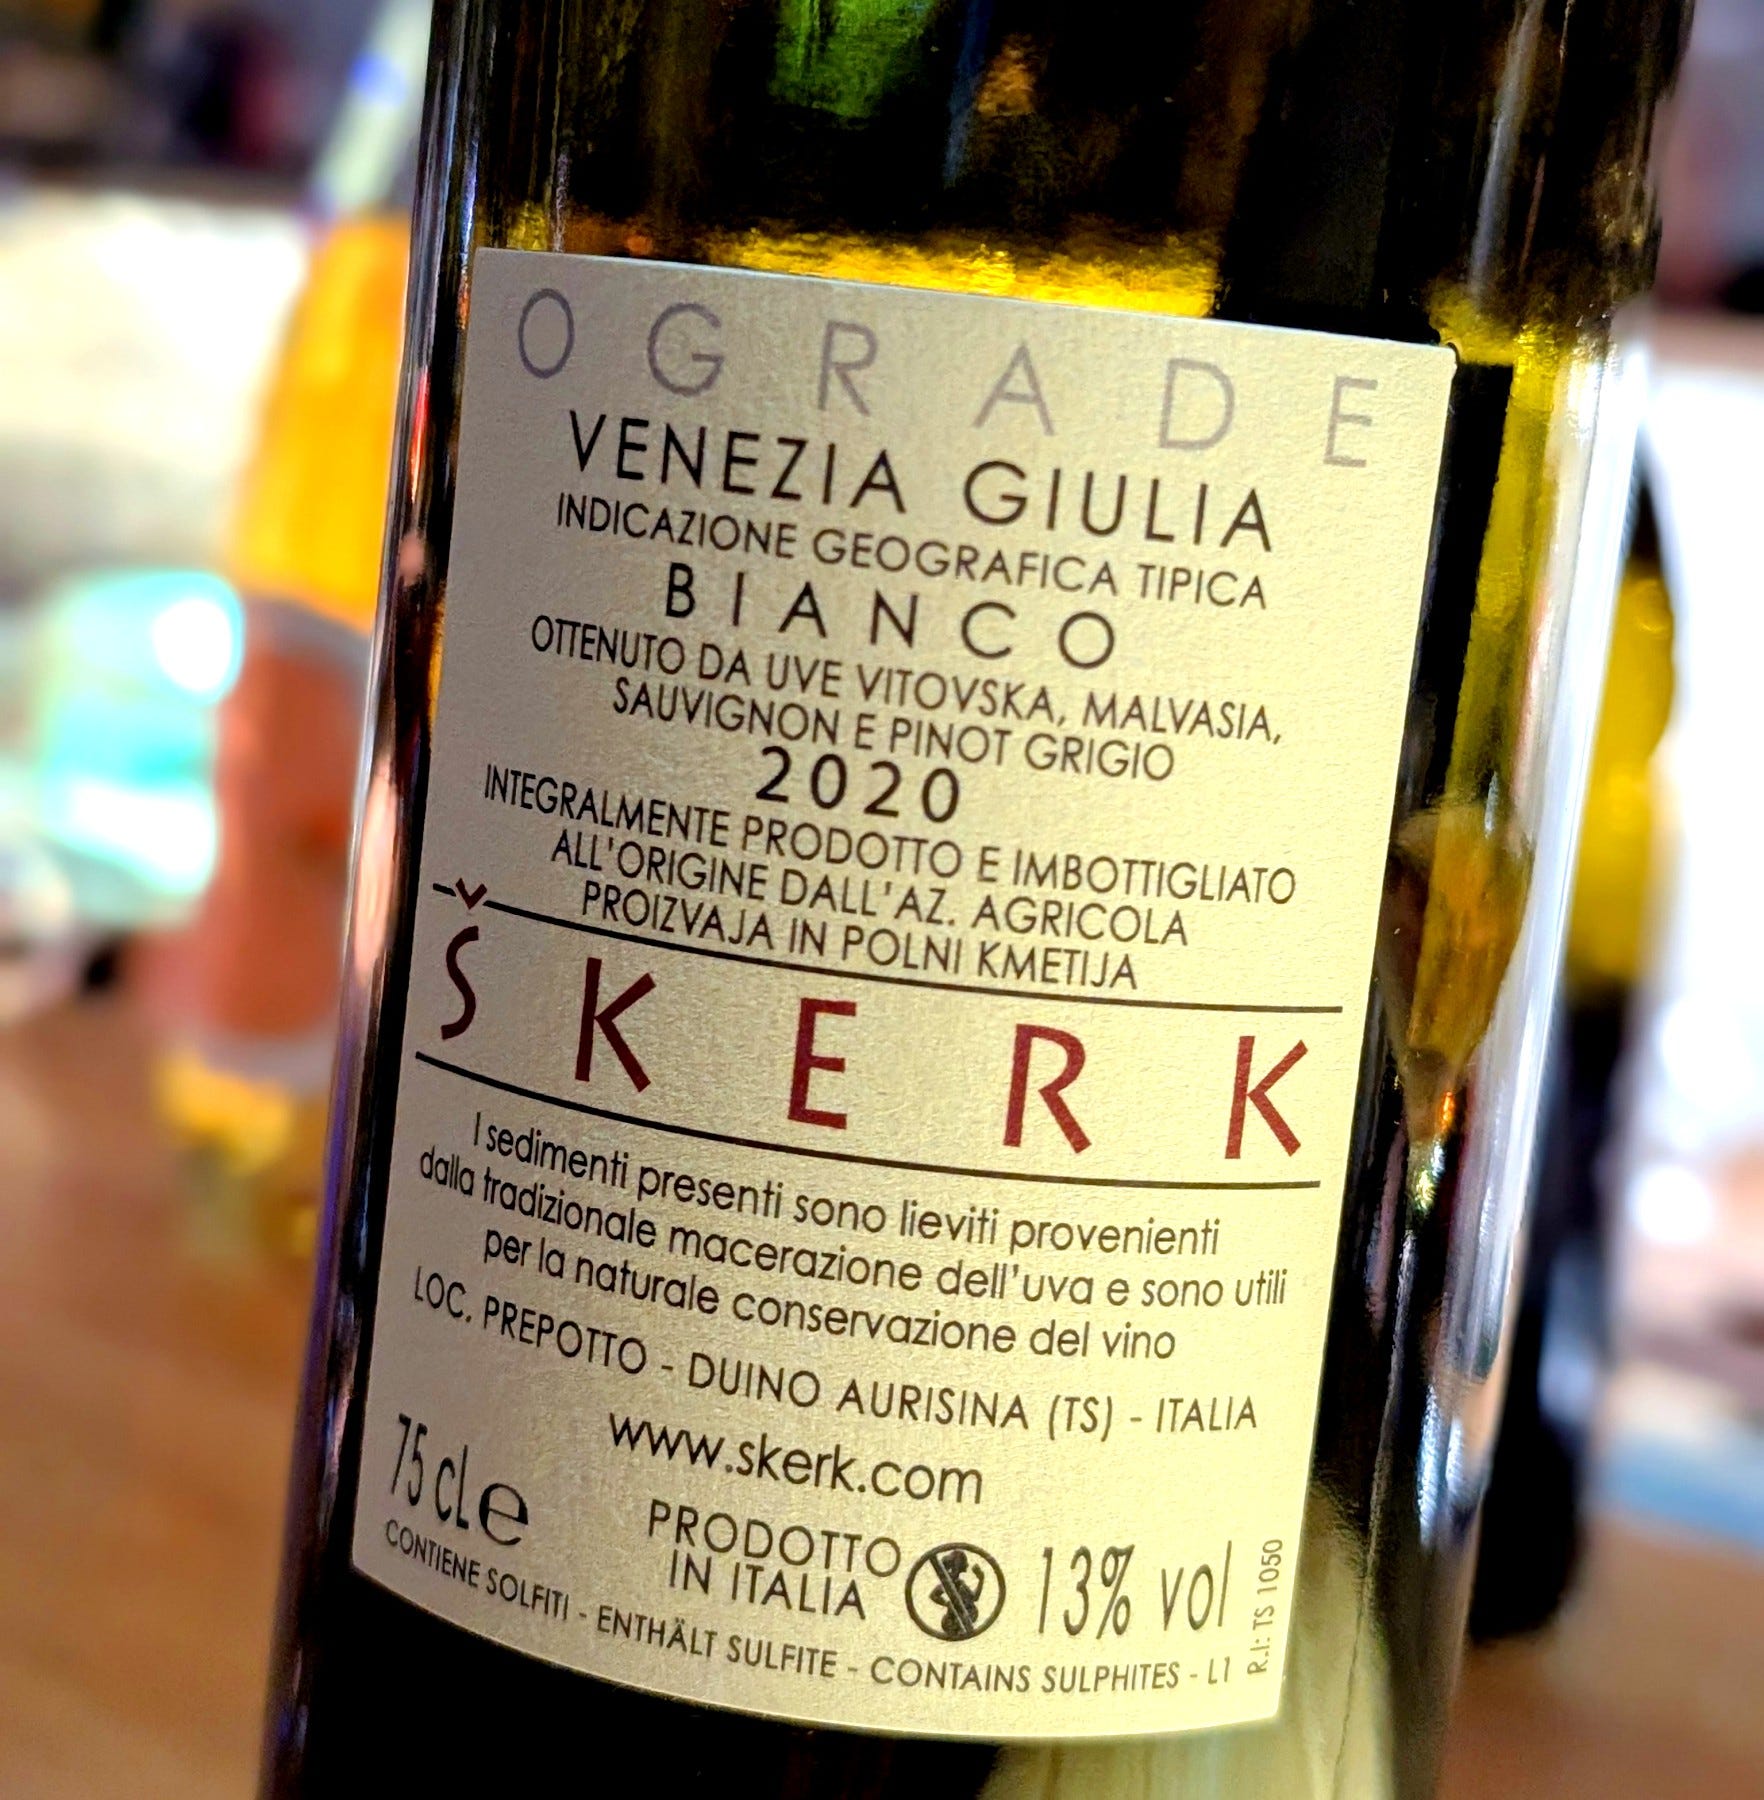 OGRADE
VENEZIA GIULIA
INDICAZIONE GEOGRAFICA TIPICA
BIANCO
OTTENUTO DA UVE VITOVSKA, MALVASIA,
SAUVIGNON E PINOT GRIGIO
2020
INTEGRALMENTE PRODOTTO E IMBOTTIGLIATO
ALL'ORIGINE DALL'AZ. AGRICOLA
PROIZVAJA IN POLNI KMETIJA
ŠKERK
I sedimenti presenti sono lieviti provenienti
dalla tradizionale macerazione dell'uva e sono utili
per la naturale conservazione del vino
LOC. PREPOTTO - DUINO AURISINA (TS) - ITALIA
www.skerk.com
75 cL e
PRODOTTO
IN ITALIA
13% vol
R.I: TS 1050
CONTIENE SOLFITI - ENTHÄLT SULFITE - CONTAINS SULPHITES - L1